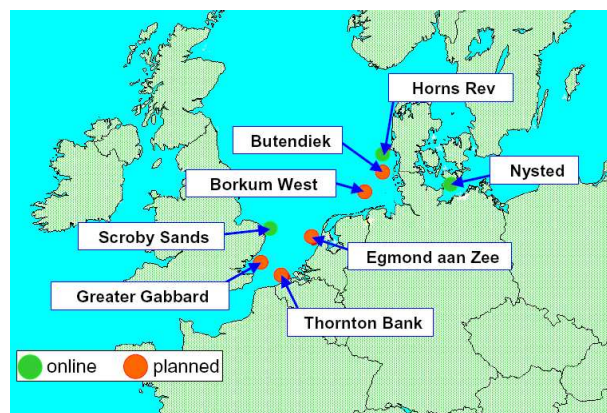 Horns Rev
Butendiek
Nysted
Borkum West
Scroby Sands
Egmond aan Zee
Greater Gabbard
Thornton Bank
online
planned